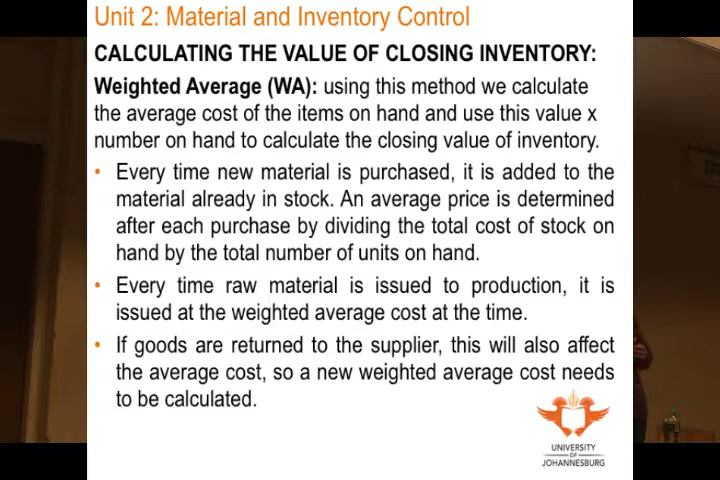 Unit 2: Material and Inventory Control
CALCULATING THE VALUE OF CLOSING INVENTORY:
Weighted Average (WA): using this method we calculate
the average cost of the items on hand and use this value x
number on hand to calculate the closing value of inventory.
• Every time new material is purchased, it is added to the
material already in stock. An average price is determined
after each purchase by dividing the total cost of stock on
hand by the total number of units on hand.
• Every time raw material is issued to production, it is
issued at the weighted average cost at the time.
• If goods are returned to the supplier, this will also affect
the average cost, so a new weighted average cost needs
to be calculated.
UNIVERSITY
OF
JOHANNESBURG